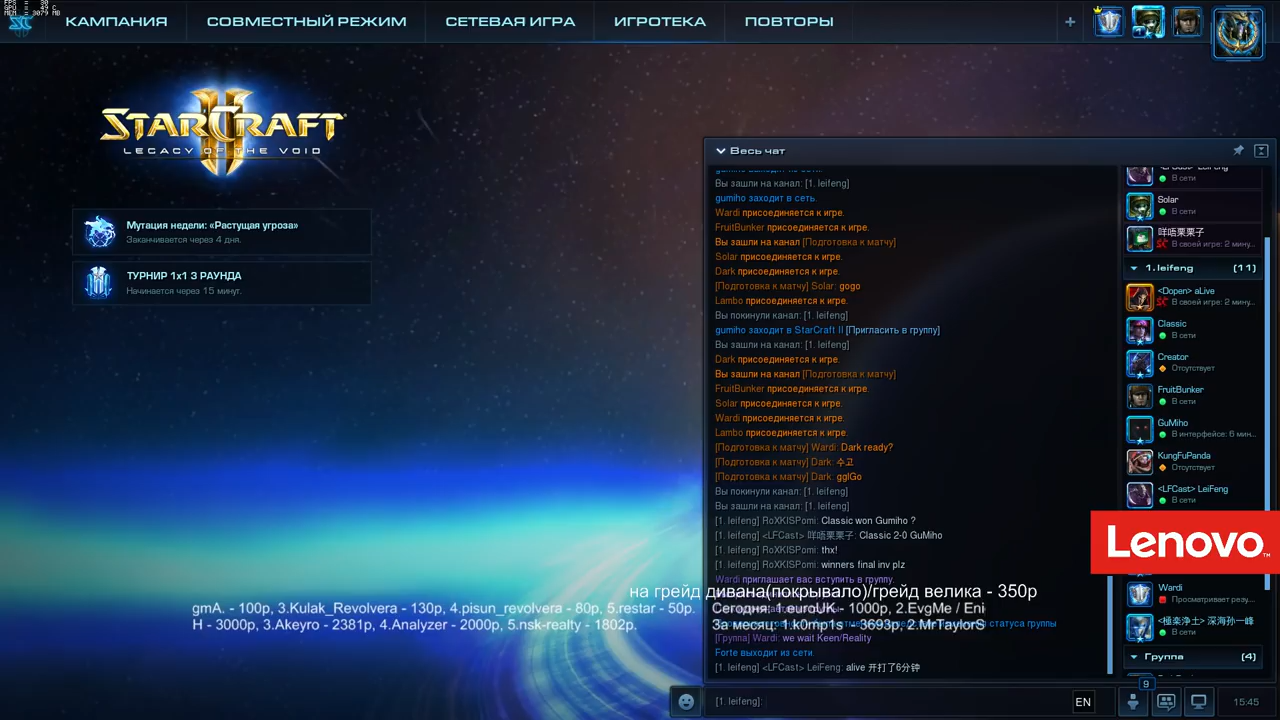 КАМПАНИЯ
СОВМЕСТНЫЙ РЕЖИМ
СЕТЕВАЯ ИГРА
ИГРОТЕКА
ПОВТОРЫ
STARCRAFT
II
LEGACY OF THE VOID
Мутация недели: «Растущая угроза»
Заканчивается через 4 дня.
ТУРНИР 1x1 3 РАУНДА
Начинается через 15 минут.
Весь чат
Вы зашли на канал: [1. leifeng]
gumiho заходит в сеть.
Wardi присоединяется к игре.
FruitBunker присоединяется к игре.
Вы зашли на канал [Подготовка к матчу]
Solar присоединяется к игре.
Dark присоединяется к игре.
[Подготовка к матчу] Solar: gogo
Lambo присоединяется к игре.
Вы покинули канал: [1. leifeng]
gumiho заходит в StarCraft II [Пригласить в группу]
Вы зашли на канал: [1. leifeng]
Dark присоединяется к игре.
Вы зашли на канал [Подготовка к матчу]
FruitBunker присоединяется к игре.
Solar присоединяется к игре.
Wardi присоединяется к игре.
Lambo присоединяется к игре.
[Подготовка к матчу] Wardi: Dark ready?
[Подготовка к матчу] Dark: 수고
[Подготовка к матчу] Dark: gglGo
Вы покинули канал: [1. leifeng]
Вы зашли на канал: [1. leifeng]
[1. leifeng] RoXKISPomi: Classic won Gumiho ?
[1. leifeng] <LFCast> 咩唔栗栗子: Classic 2-0 GuMiho
[1. leifeng] RoXKISPomi: thx!
[1. leifeng] RoXKISPomi: winners final inv plz
Wardi приглашает вас вступить в группу.
на грейд дивана(покрывало)/грейд велика - 350р
gmA. - 100р, 3.Kulak_Revolvera - 130р, 4.pisun_revolvera - 80р, 5.restar - 50р.
Сегодня: 1.euroUK - 1000р, 2.EvgMe / Eni
H - 3000р, 3.Akeyro - 2381р, 4.Analyzer - 2000р, 5.nsk-realty - 1802р.
За месяц: 1.k0rny1s - 3693р, 2.MrTaylorS
статуса группы
[Группа] Wardi: we wait Keen/Reality
Forte выходит из сети.
[1. leifeng] <LFCast> LeiFeng: alive 开打了6分钟
[1. leifeng]:
EN
В сети
Solar
В сети
咩唔栗栗子
В своей игре: 2 мину...
1. leifeng (11)
<Dopen> aLive
В своей игре: 2 мину...
Classic
В сети
Creator
Отсутствует
FruitBunker
В сети
GuMiho
В интерфейсе: 6 мин...
KungFuPanda
Отсутствует
<LFCast> LeiFeng
В сети
Lenovo
Wardi
Просматривает резу...
<極楽浄土> 深海孙一峰
В сети
Группа (4)
9
15:45